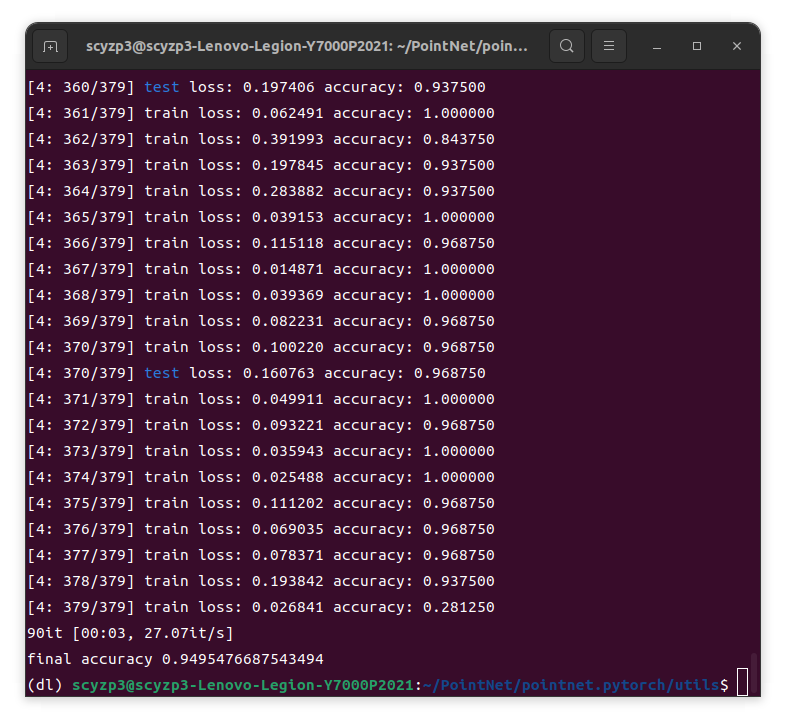 scyzp3@scyzp3-Lenovo-Legion-Y7000P2021: ~/PointNet/poin...
[4: 360/379] test loss: 0.197406 accuracy: 0.937500
[4: 361/379] train loss: 0.062491 accuracy: 1.000000
[4: 362/379] train loss: 0.391993 accuracy: 0.843750
[4: 363/379] train loss: 0.197845 accuracy: 0.937500
[4: 364/379] train loss: 0.283882 accuracy: 0.937500
[4: 365/379] train loss: 0.039153 accuracy: 1.000000
[4: 366/379] train loss: 0.115118 accuracy: 0.968750
[4: 367/379] train loss: 0.014871 accuracy: 1.000000
[4: 368/379] train loss: 0.039369 accuracy: 1.000000
[4: 369/379] train loss: 0.082231 accuracy: 0.968750
[4: 370/379] train loss: 0.100220 accuracy: 0.968750
[4: 370/379] test loss: 0.160763 accuracy: 0.968750
[4: 371/379] train loss: 0.049911 accuracy: 1.000000
[4: 372/379] train loss: 0.093221 accuracy: 0.968750
[4: 373/379] train loss: 0.035943 accuracy: 1.000000
[4: 374/379] train loss: 0.025488 accuracy: 1.000000
[4: 375/379] train loss: 0.111202 accuracy: 0.968750
[4: 376/379] train loss: 0.069035 accuracy: 0.968750
[4: 377/379] train loss: 0.078371 accuracy: 0.968750
[4: 378/379] train loss: 0.193842 accuracy: 0.937500
[4: 379/379] train loss: 0.026841 accuracy: 0.281250
90it [00:03, 27.07it/s]
final accuracy 0.9495476687543494
(dl) scyzp3@scyzp3-Lenovo-Legion-Y7000P2021:~/PointNet/pointnet.pytorch/utils$